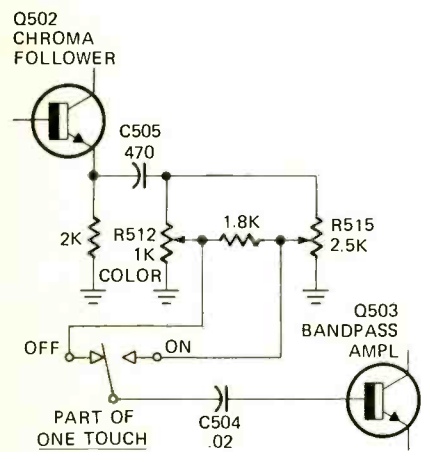 Q502
CHROMA
FOLLOWER
C505
470
2K
R512
1K
COLOR
1.8K
R515
2.5K
OFF
ON
Q503
BANDPASS
AMPL
PART OF
ONE TOUCH
C504
.02